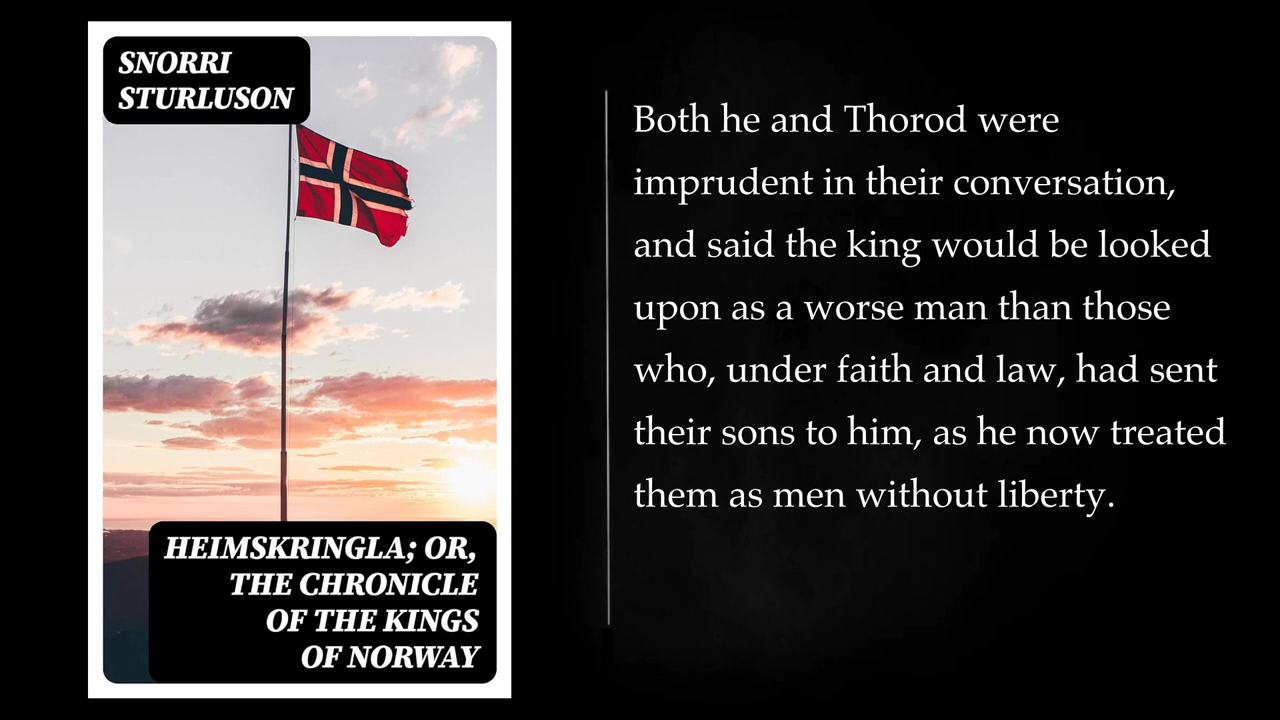 SNORRI
STURLUSON
HEIMSKRINGLA; OR,
THE CHRONICLE
OF THE KINGS
OF NORWAY
Both he and Thorod were
imprudent in their conversation,
and said the king would be looked
upon as a worse man than those
who, under faith and law, had sent
their sons to him, as he now treated
them as men without liberty.